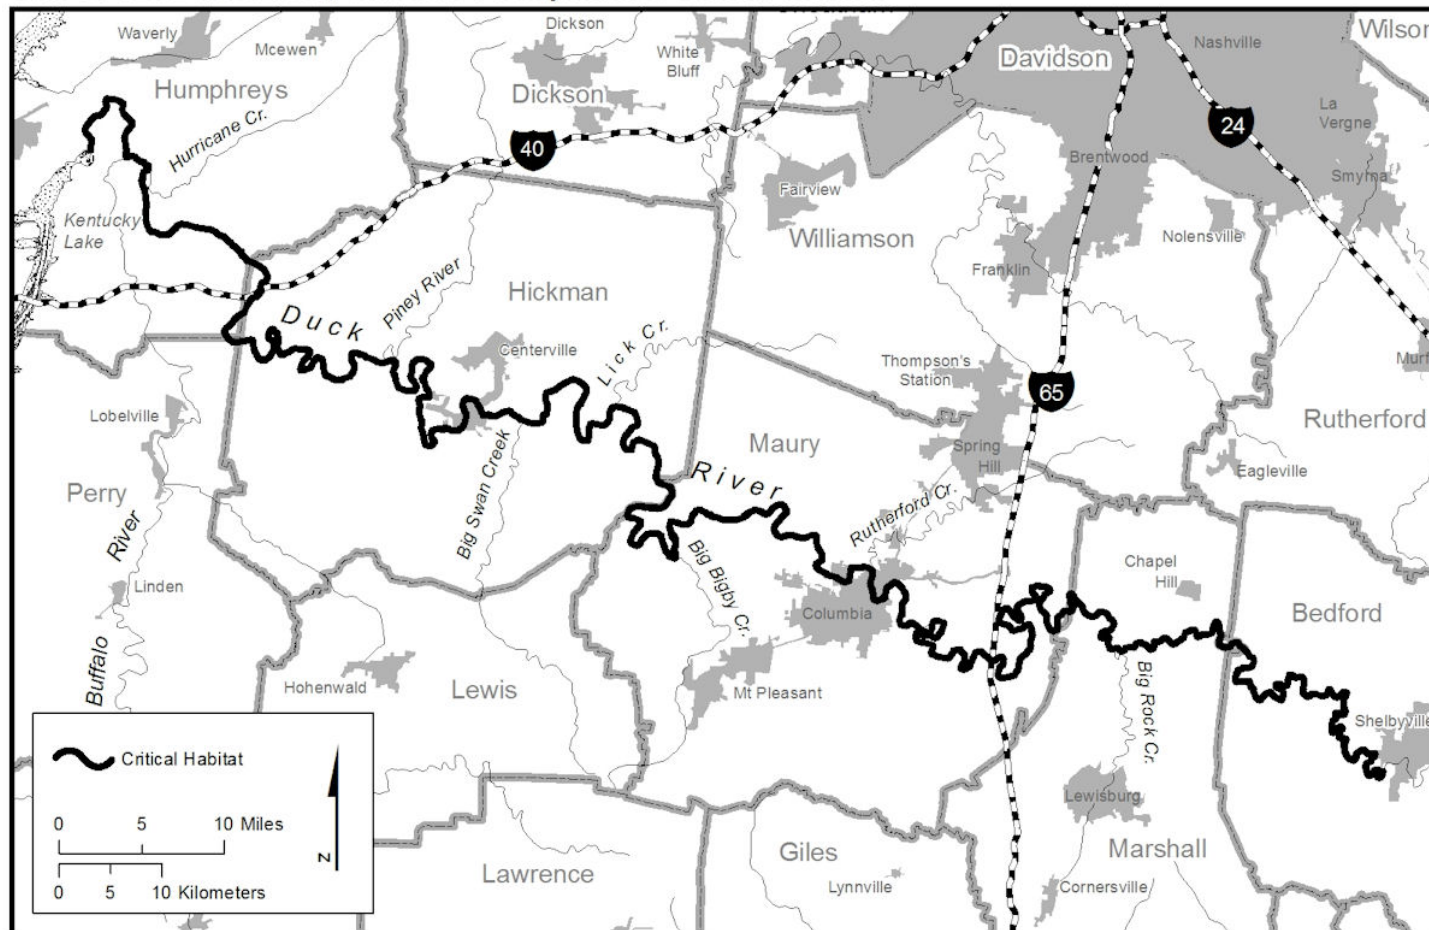 Waverly
Mcewen
Dickson
White
Bluff
Nashville
Wilson
Davidson
Humphreys
Dickson
Hurricane Cr.
40
24
La
Vergne
Brentwood
Smyrna
Fairview
Kentucky
Lake
Williamson
Nolensville
Franklin
Piney River
Hickman
Duck
Centerville
Lick Cr.
Thompson's
Station
65
Murf
Lobelville
Maury
Rutherford
Spring
Hill
Eagleville
Perry
River
Big Swan Creek
Rutherford Cr.
River
Big Bigby Cr.
Chapel
Hill
Linden
Columbia
Bedford
Buffalo
Hohenwald
Lewis
Mt Pleasant
Big Rock Cr.
Shelbyville
Critical Habitat
Lewisburg
0 5 10 Miles
0 5 10 Kilometers
N
Giles
Marshall
Lawrence
Lynnville
Cornersville